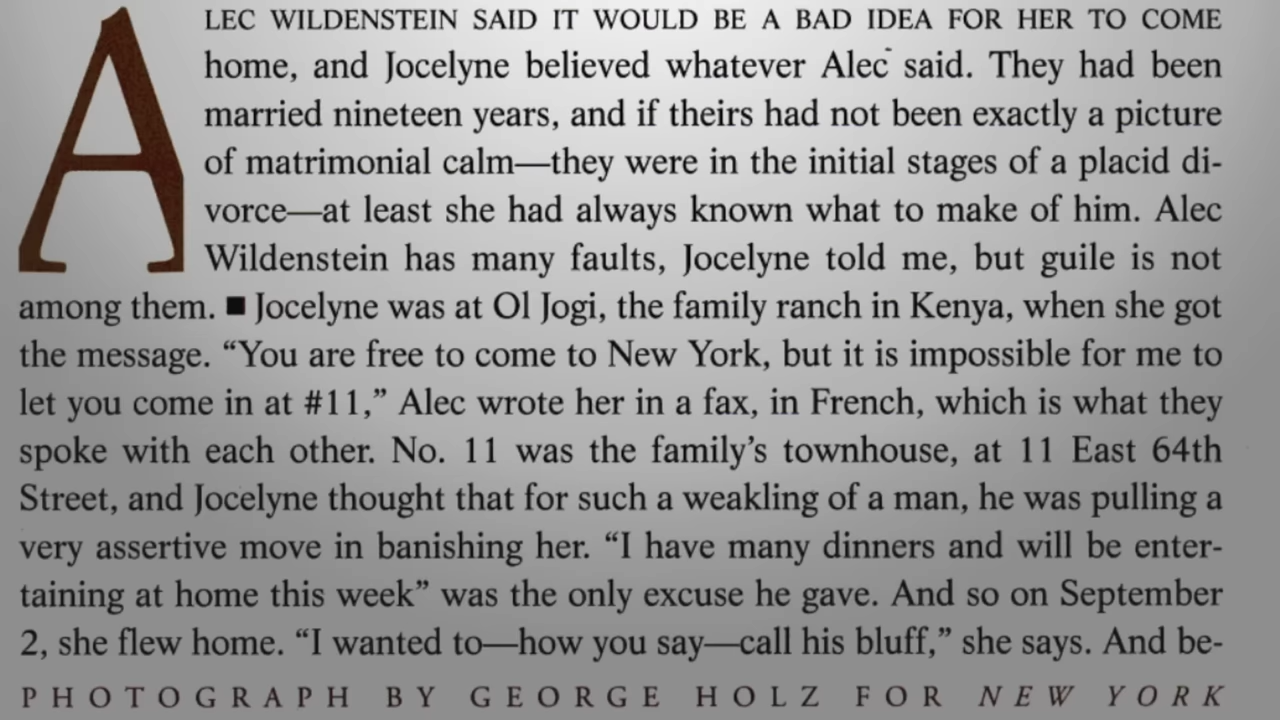 ALEC WILDENSTEIN SAID IT WOULD BE A BAD IDEA FOR HER TO COME
home, and Jocelyne believed whatever Alec said. They had been
married nineteen years, and if theirs had not been exactly a picture
of matrimonial calm—they were in the initial stages of a placid di-
vorce—at least she had always known what to make of him. Alec
Wildenstein has many faults, Jocelyne told me, but guile is not
among them. ■ Jocelyne was at Ol Jogi, the family ranch in Kenya, when she got
the message. “You are free to come to New York, but it is impossible for me to
let you come in at #11,” Alec wrote her in a fax, in French, which is what they
spoke with each other. No. 11 was the family’s townhouse, at 11 East 64th
Street, and Jocelyne thought that for such a weakling of a man, he was pulling a
very assertive move in banishing her. “I have many dinners and will be enter-
taining at home this week” was the only excuse he gave. And so on September
2, she flew home. “I wanted to—how you say—call his bluff,” she says. And be-
PHOTOGRAPH BY GEORGE HOLZ FOR NEW YORK